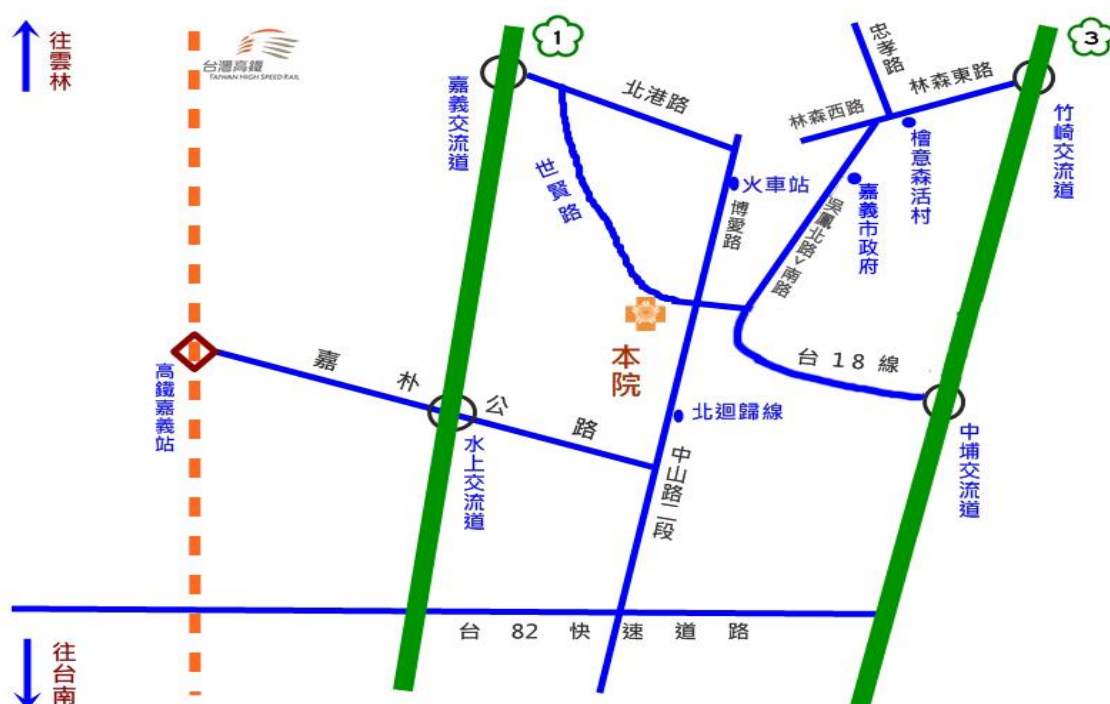 往雲林
台灣高鐵
TAIWAN HIGH SPEED RAIL
1
3
嘉義交流道
北港路
忠孝路
林森東路
林森西路
竹崎交流道
檜意森活村
火車站
世賢路
博愛路
嘉義市政府
吳鳳北路>南路
本院
高鐵嘉義站
嘉朴公路
台 18 線
北迴歸線
水上交流道
中山路二段
中埔交流道
台 82 快速道路
往台南